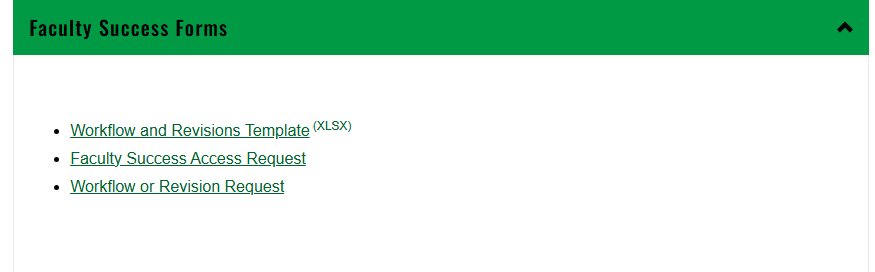 Faculty Success Forms
Workflow and Revisions Template (XLSX)
Faculty Success Access Request
Workflow or Revision Request